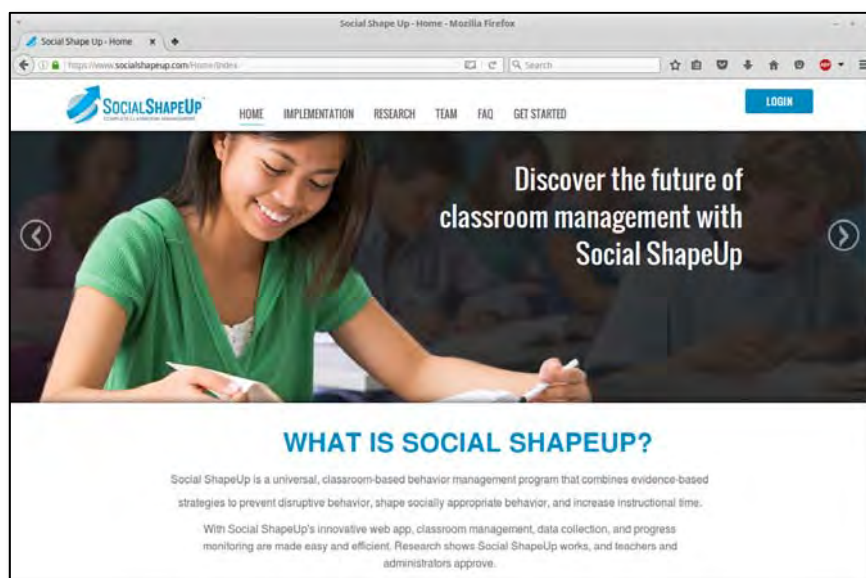 Social Shape Up - Home - Mozilla Firefox
Social Shape Up - Home
https://www.socialshapeup.com/Home/Index
Search
SOCIALSHAPEUP
HOME IMPLEMENTATION RESEARCH TEAM FAQ GET STARTED
LOGIN
Discover the future of
classroom management with
Social ShapeUp
WHAT IS SOCIAL SHAPEUP?
Social ShapeUp is a universal, classroom-based behavior management program that combines evidence-based
strategies to prevent disruptive behavior, shape socially appropriate behavior, and increase instructional time.
With Social ShapeUp's innovative web app, classroom management, data collection, and progress
monitoring are made easy and efficient. Research shows Social ShapeUp works, and teachers and
administrators approve.